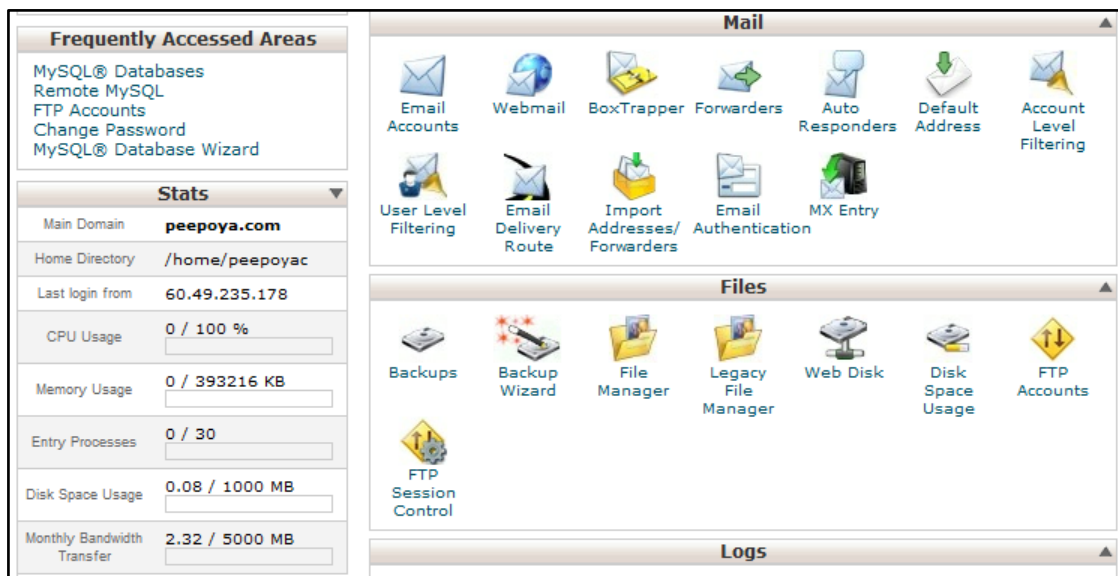 Frequently Accessed Areas
MySQL® Databases
Remote MySQL
FTP Accounts
Change Password
MySQL® Database Wizard
Stats
Main Domain peepoya.com
Home Directory /home/peepoyac
Last login from 60.49.235.178
CPU Usage 0 / 100 %
Memory Usage 0 / 393216 KB
Entry Processes 0 / 30
Disk Space Usage 0.08 / 1000 MB
Monthly Bandwidth
Transfer 2.32 / 5000 MB
Mail
Email
Accounts
Webmail
BoxTrapper
Forwarders
Auto
Responders
Default
Address
Account
Level
Filtering
User Level
Filtering
Email
Delivery
Route
Import
Addresses/
Forwarders
Email
Authentication
MX Entry
Files
Backups
Backup
Wizard
File
Manager
Legacy
File
Manager
Web Disk
Disk
Space
Usage
FTP
Accounts
FTP
Session
Control
Logs